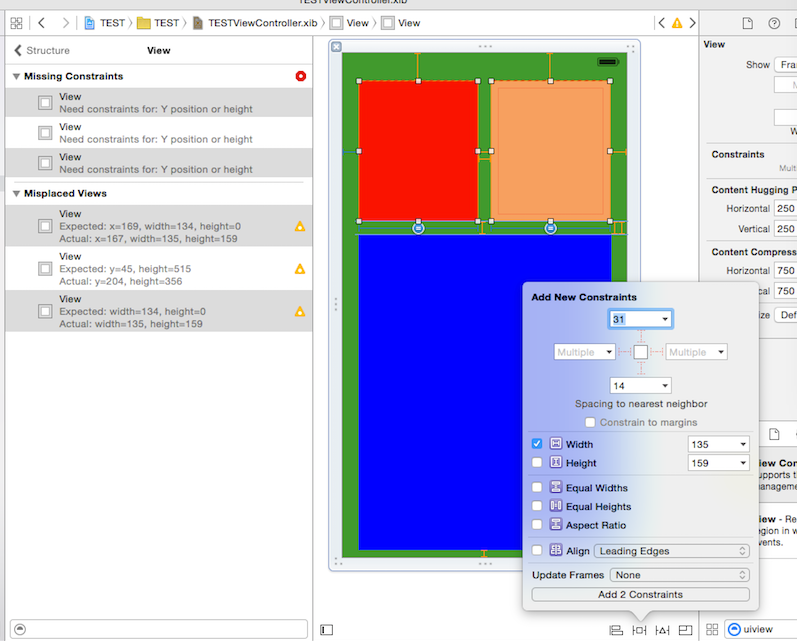 TESTViewController.xib
TEST TEST TESTViewController.xib View View
Structure View
Missing Constraints
View
Need constraints for: Y position or height
View
Need constraints for: Y position or height
View
Need constraints for: Y position or height
Misplaced Views
View
Expected: x=169, width=134, height=0
Actual: x=167, width=135, height=159
View
Expected: y=45, height=515
Actual: y=204, height=356
View
Expected: width=134, height=0
Actual: width=135, height=159
Add New Constraints
31
Multiple Multiple
14
Spacing to nearest neighbor
Constrain to margins
Width 135
Height 159
Equal Widths
Equal Heights
Aspect Ratio
Align Leading Edges
Update Frames None
Add 2 Constraints
View
Show Fra
W
Constraints
Mult
Content Hugging P
Horizontal 250
Vertical 250
Content Compress
Horizontal 750
cal 750
ize Def
iew Con
upports t
anageme
iew - Re
egion in w
vents.
uiview